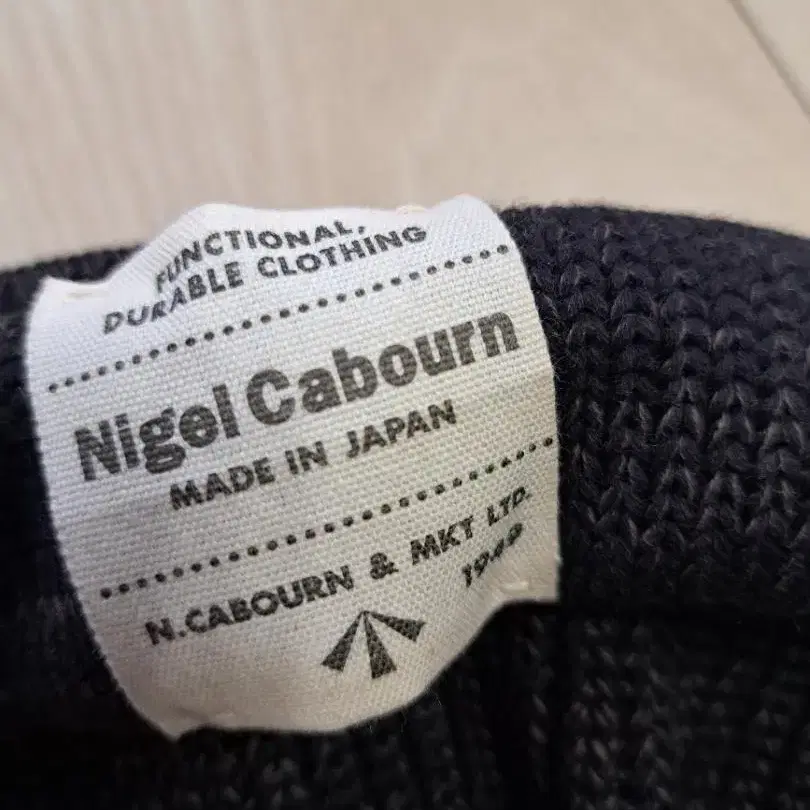 FUNCTIONAL,
DURABLE CLOTHING
Nigel Cabourn
MADE IN JAPAN
N.CABOURN & MKT LTD.
1949